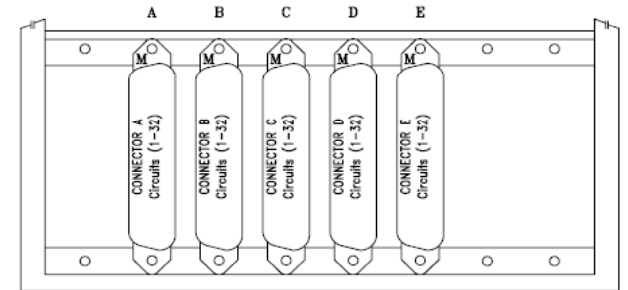 A B C D E
M M M M M
CONNECTOR A
Circuits (1-32)
CONNECTOR B
Circuits (1-32)
CONNECTOR C
Circuits (1-32)
CONNECTOR D
Circuits (1-32)
CONNECTOR E
Circuits (1-32)